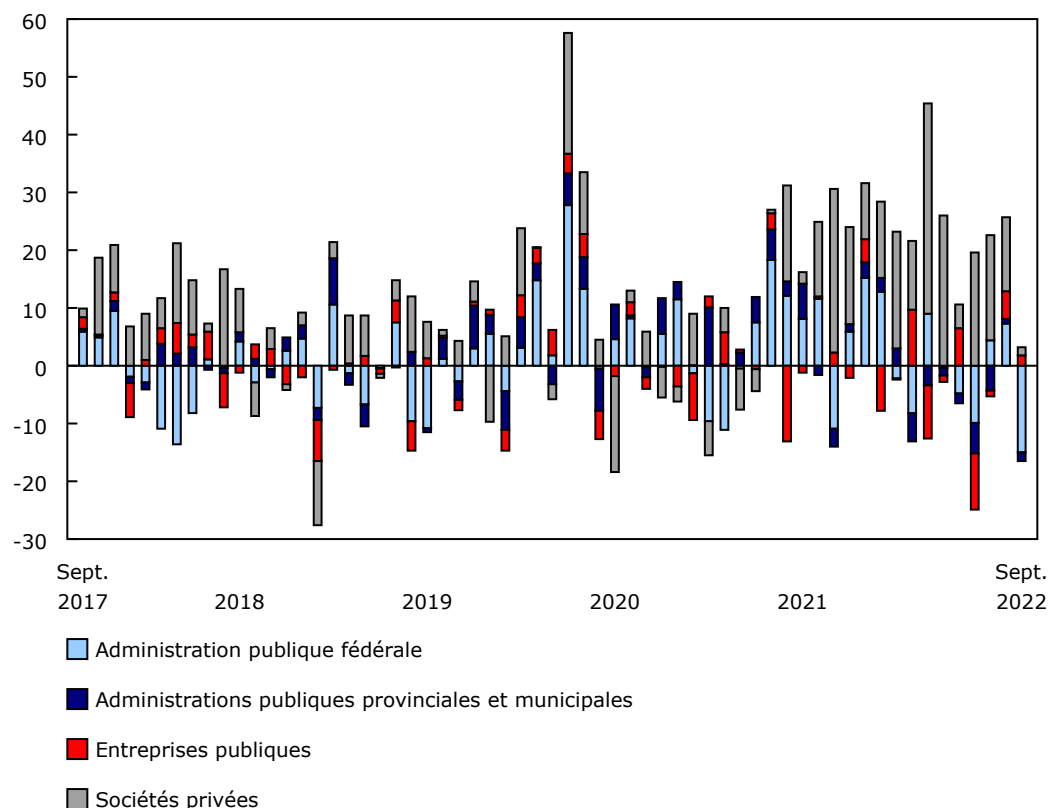 60
50
40
30
20
10
0
-10
-20
-30
Sept. Sept.
2017 2018 2019 2020 2021 2022
Administration publique fédérale
Administrations publiques provinciales et municipales
Entreprises publiques
Sociétés privées